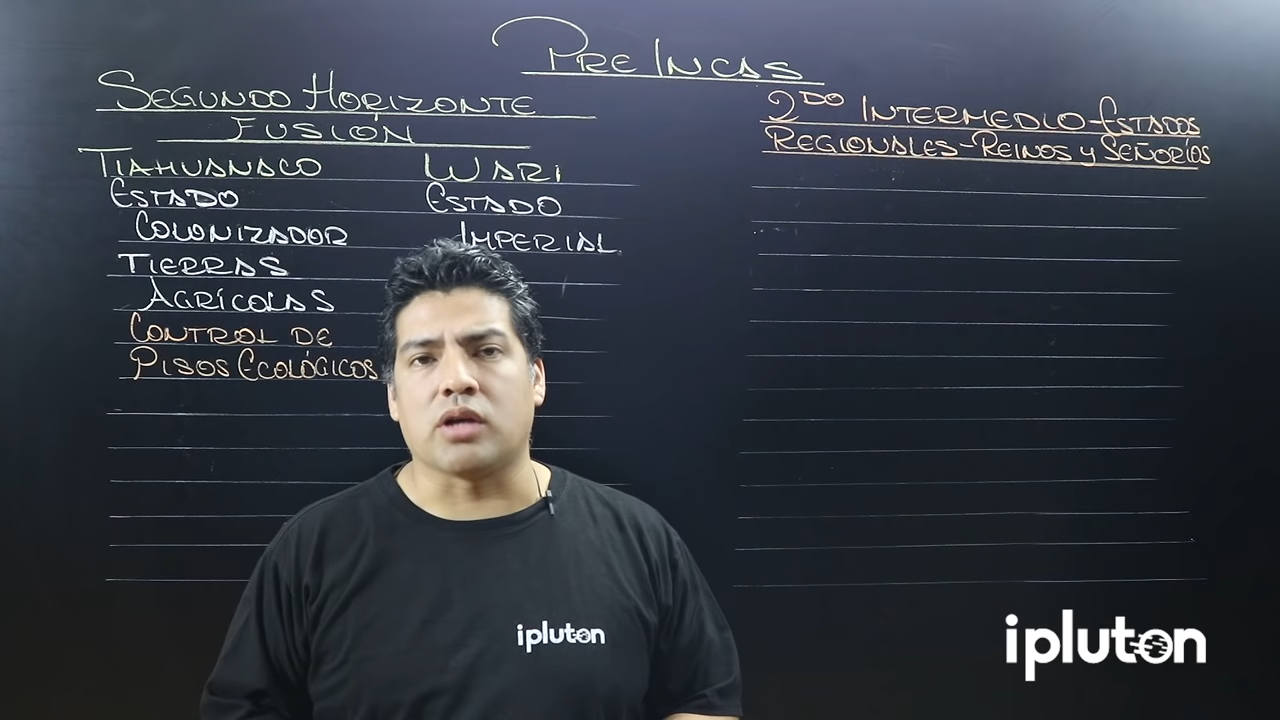 PRE INCAS
SEGUNDO HORIZONTE
FUSIÓN
TIAHUANACO
ESTADO
COLONIZADOR
TIERRAS
AGRÍCOLAS
CONTROL DE
PISOS ECOLÓGICOS
WARI
ESTADO
IMPERIAL
2DO INTERMEDIO-ESTADOS
REGIONALES-REINOS Y SEÑORÍOS
ipluton
ipluton